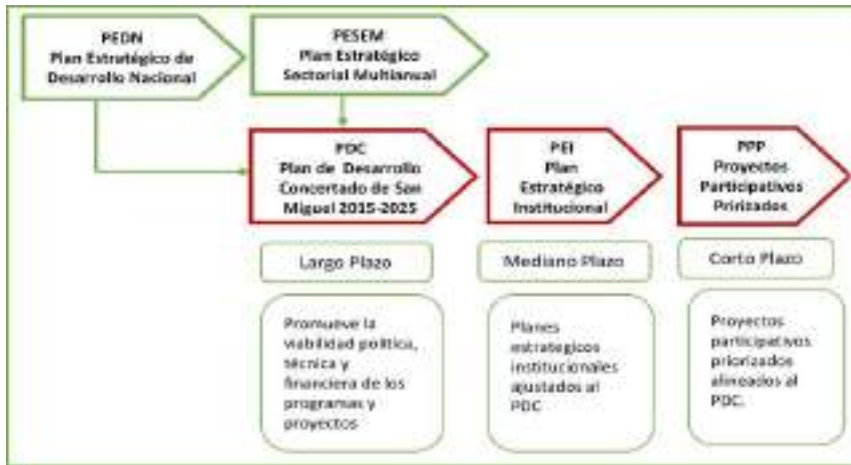 PEDN
Plan Estratégico de
Desarrollo Nacional
PESEM
Plan Estratégico
Sectorial Multianual
PDC
Plan de Desarrollo
Concertado de San
Miguel 2015-2025
PEI
Plan
Estratégico
Institucional
PPP
Proyectos
Participativos
Pririzados
Largo Plazo
Mediano Plazo
Corto Plazo
Promueve la
viabilidad política,
técnica y
financiera de los
programas y
proyectos
Planes
estrategicos
institucionales
ajustados al
PDC
Proyectos
participativos
priorizados
alineados al
PDC.